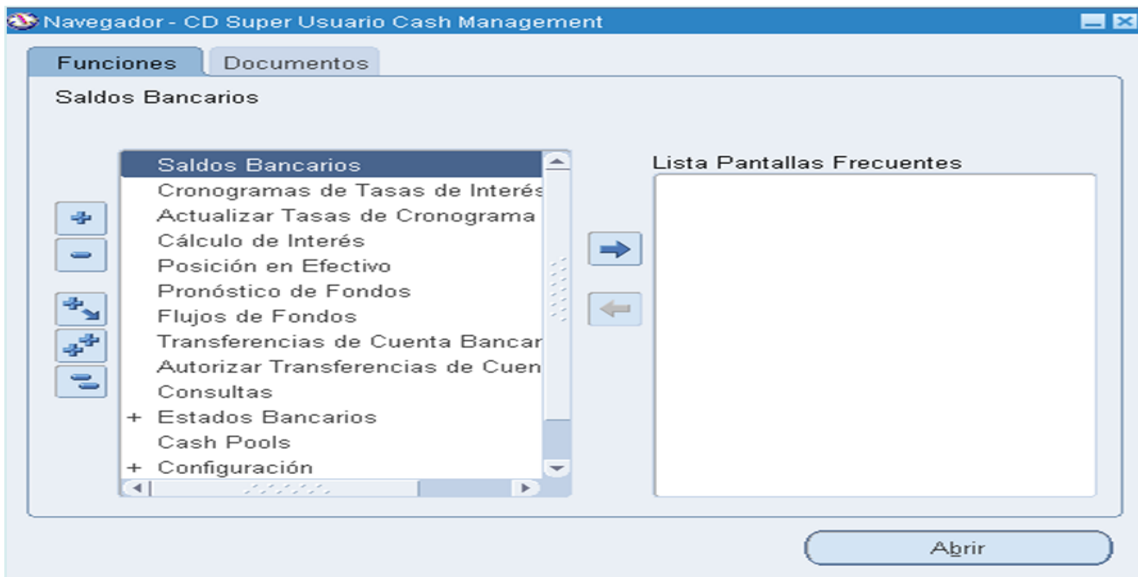 Navegador - CD Super Usuario Cash Management
Funciones
Documentos
Saldos Bancarios
Saldos Bancarios
Cronogramas de Tasas de Interés
Actualizar Tasas de Cronograma
Cálculo de Interés
Posición en Efectivo
Pronóstico de Fondos
Flujos de Fondos
Transferencias de Cuenta Bancar
Autorizar Transferencias de Cuen
Consultas
+ Estados Bancarios
Cash Pools
+ Configuración
Lista Pantallas Frecuentes
Abrir